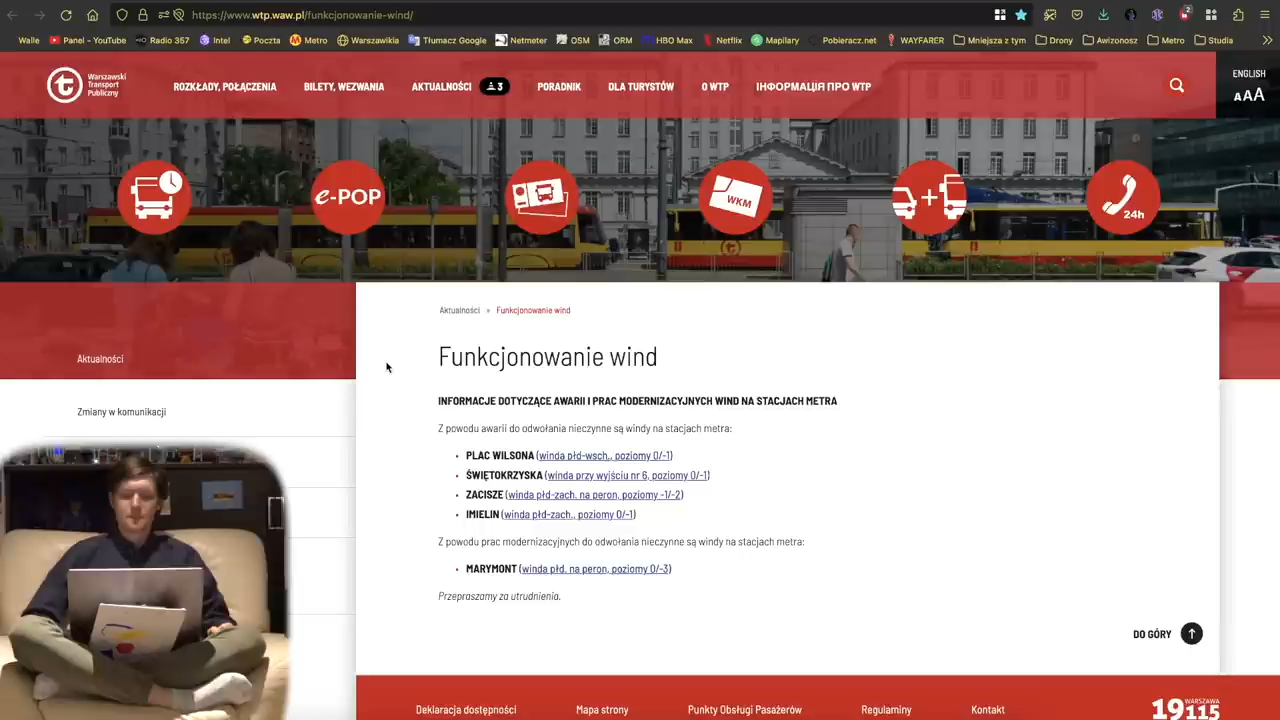 https://www.wtp.waw.pl/funkcjonowanie-wind/
2
Walle
Panel - YouTube
Radio 357
Intel
Poczta
Metro
Warszawikia
Tłumacz Google
Netmeter
OSM
ORM
HBO Max
Netflix
Mapilary
Pobieracz.net
WAYFARER
Mniejsza z tym
Drony
Awizonosz
Metro
Studia
Warszawski
Transport
Publiczny
ROZKŁADY, POŁĄCZENIA
BILETY, WEZWANIA
AKTUALNOŚCI
3
PORADNIK
DLA TURYSTÓW
O WTP
ІНФОРМАЦІЯ ПРО WTP
ENGLISH
AAA
e-POP
WKM
24h
Aktualności » Funkcjonowanie wind
Aktualności
Zmiany w komunikacji
Funkcjonowanie wind
INFORMACJE DOTYCZĄCE AWARII I PRAC MODERNIZACYJNYCH WIND NA STACJACH METRA
Z powodu awarii do odwołania nieczynne są windy na stacjach metra:
• PLAC WILSONA (winda płd-wsch., poziomy 0/-1)
• ŚWIĘTOKRZYSKA (winda przy wyjściu nr 6, poziomy 0/-1)
• ZACISZE (winda płd-zach. na peron, poziomy -1/-2)
• IMIELIN (winda płd-zach., poziomy 0/-1)
Z powodu prac modernizacyjnych do odwołania nieczynne są windy na stacjach metra:
• MARYMONT (winda płd. na peron, poziomy 0/-3)
Przepraszamy za utrudnienia.
DO GÓRY
Deklaracja dostępności
Mapa strony
Punkty Obsługi Pasażerów
Regulaminy
Kontakt
WARSZAWA
19115